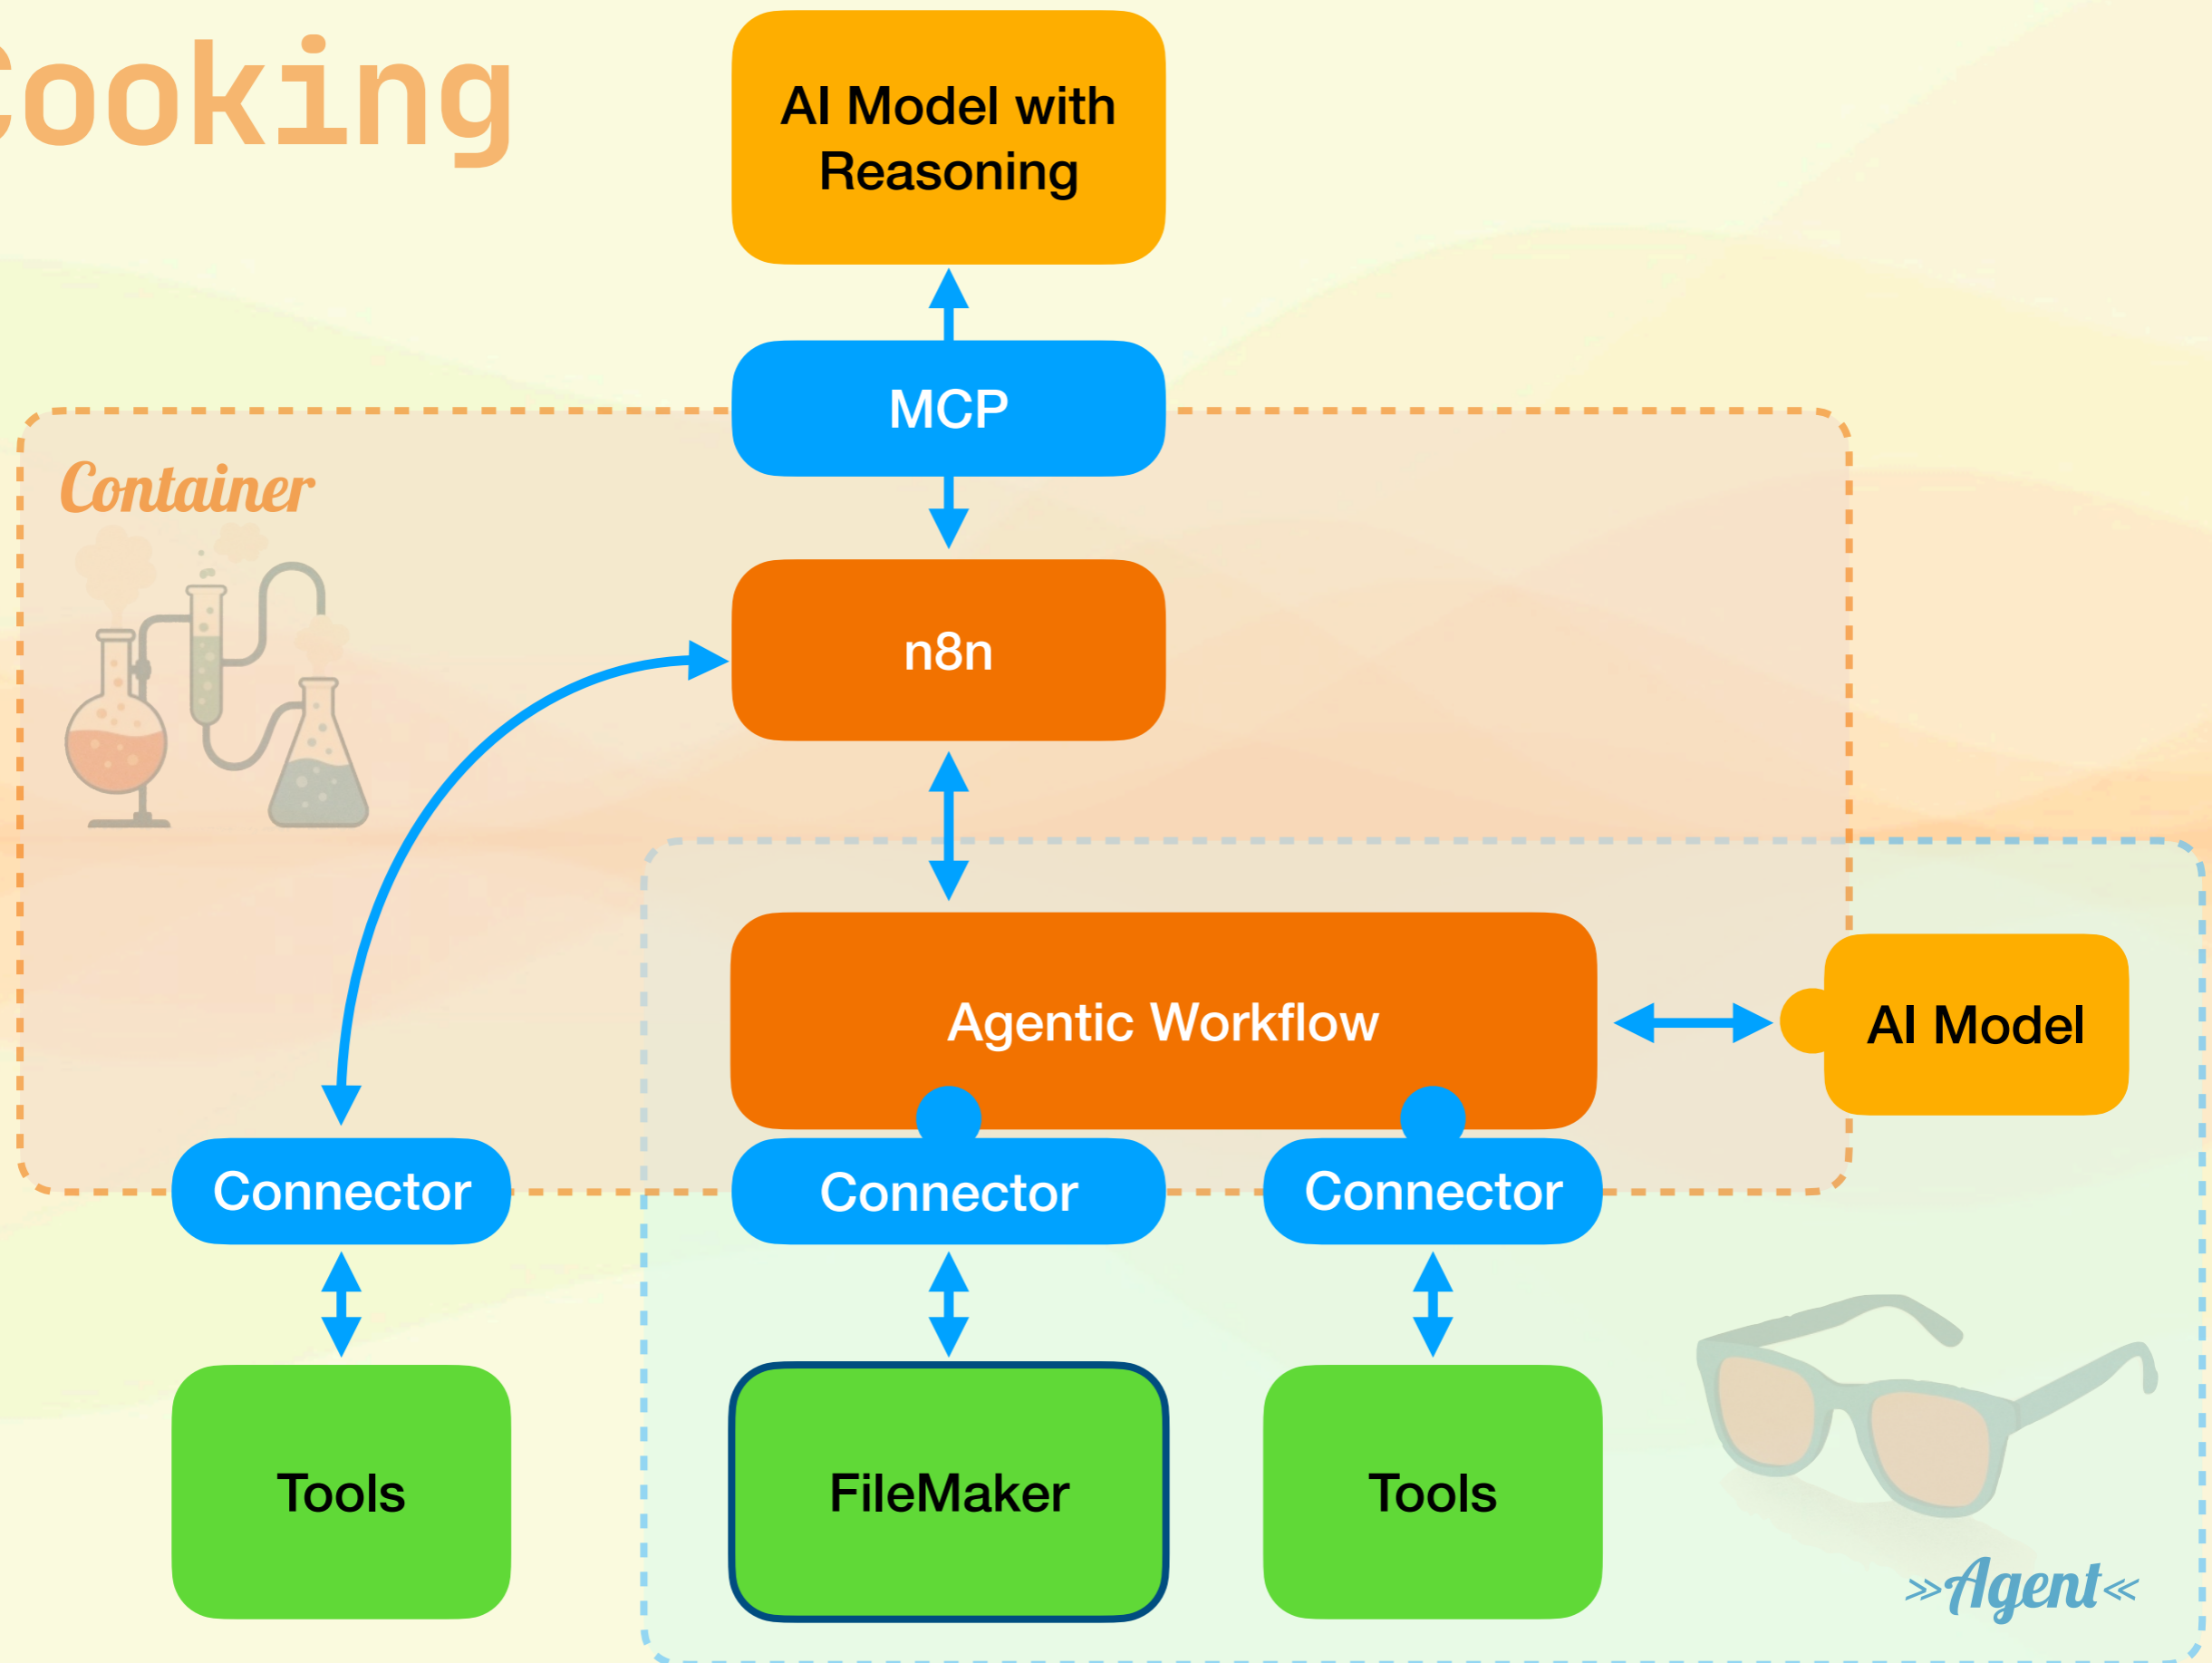 Cooking
AI Model with
Reasoning
MCP
Container
n8n
Agentic Workflow
AI Model
Connector
Connector
Connector
Tools
FileMaker
Tools
»Agent«